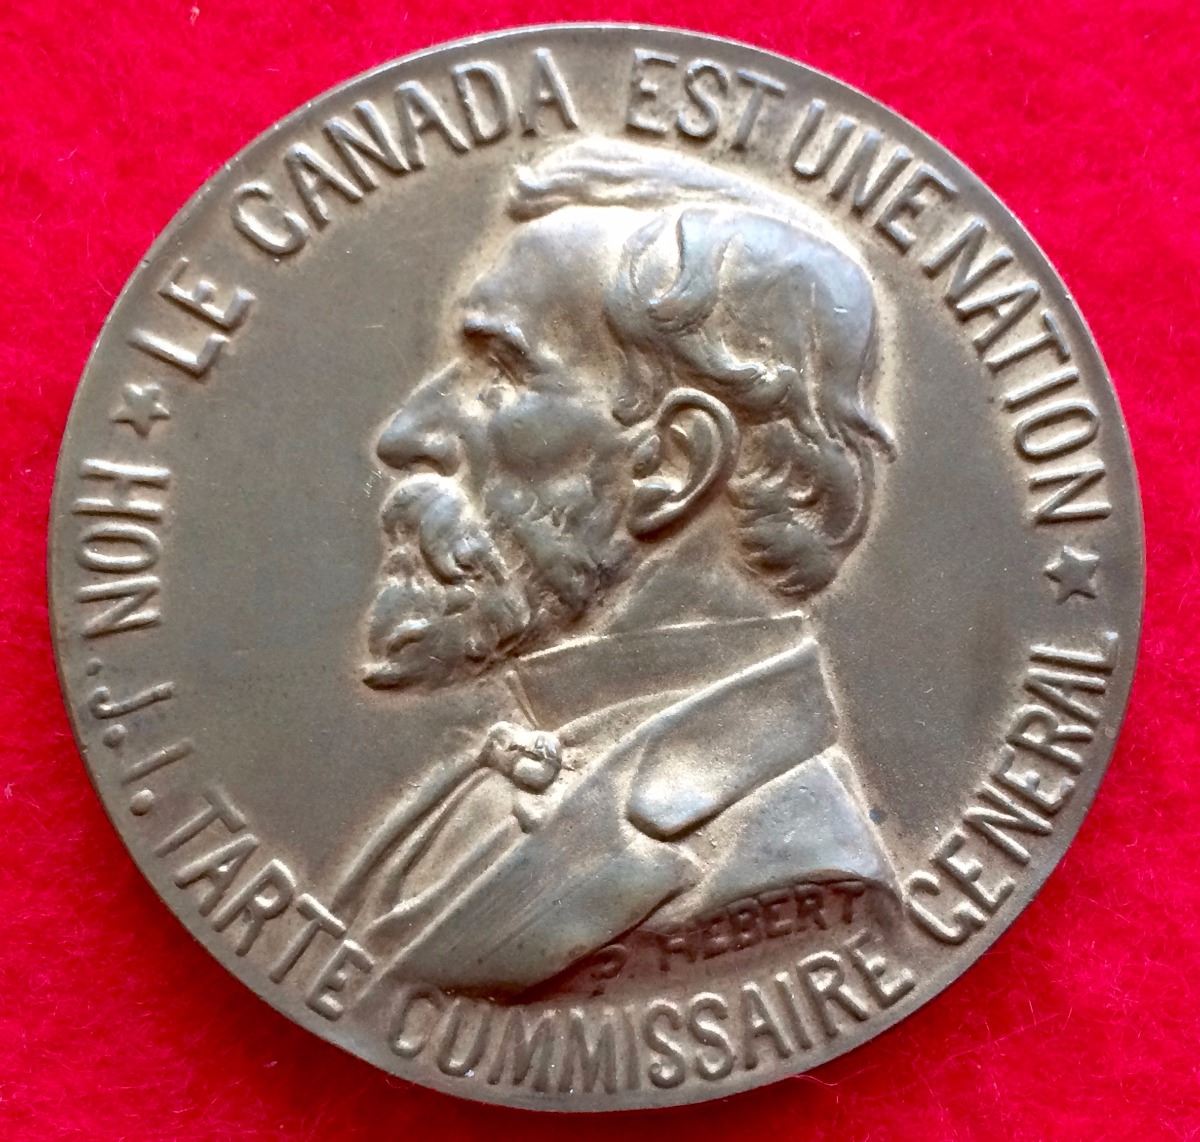 ★ LE CANADA EST UNE NATION ★
HON. J. I. TARTE COMMISSAIRE GENERAL
P. HEBERT